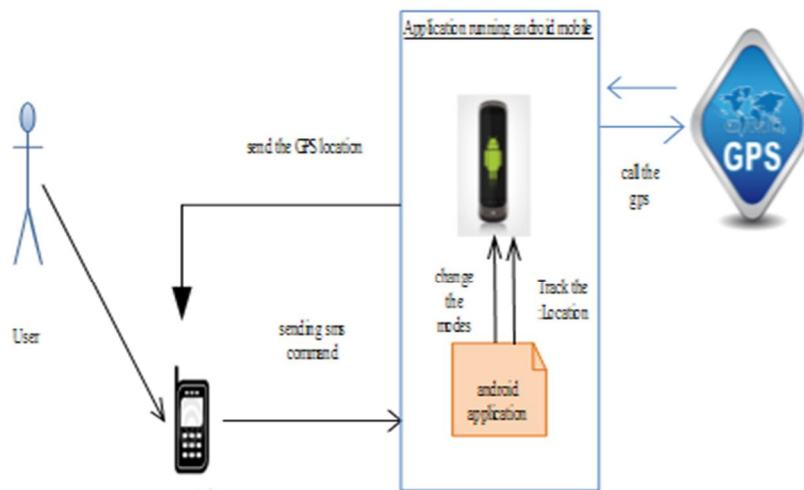 Application running android mobile
send the GPS location
GPS
call the
gps
change
the
modes
Track the
:Location
User
sending sms
command
android
application